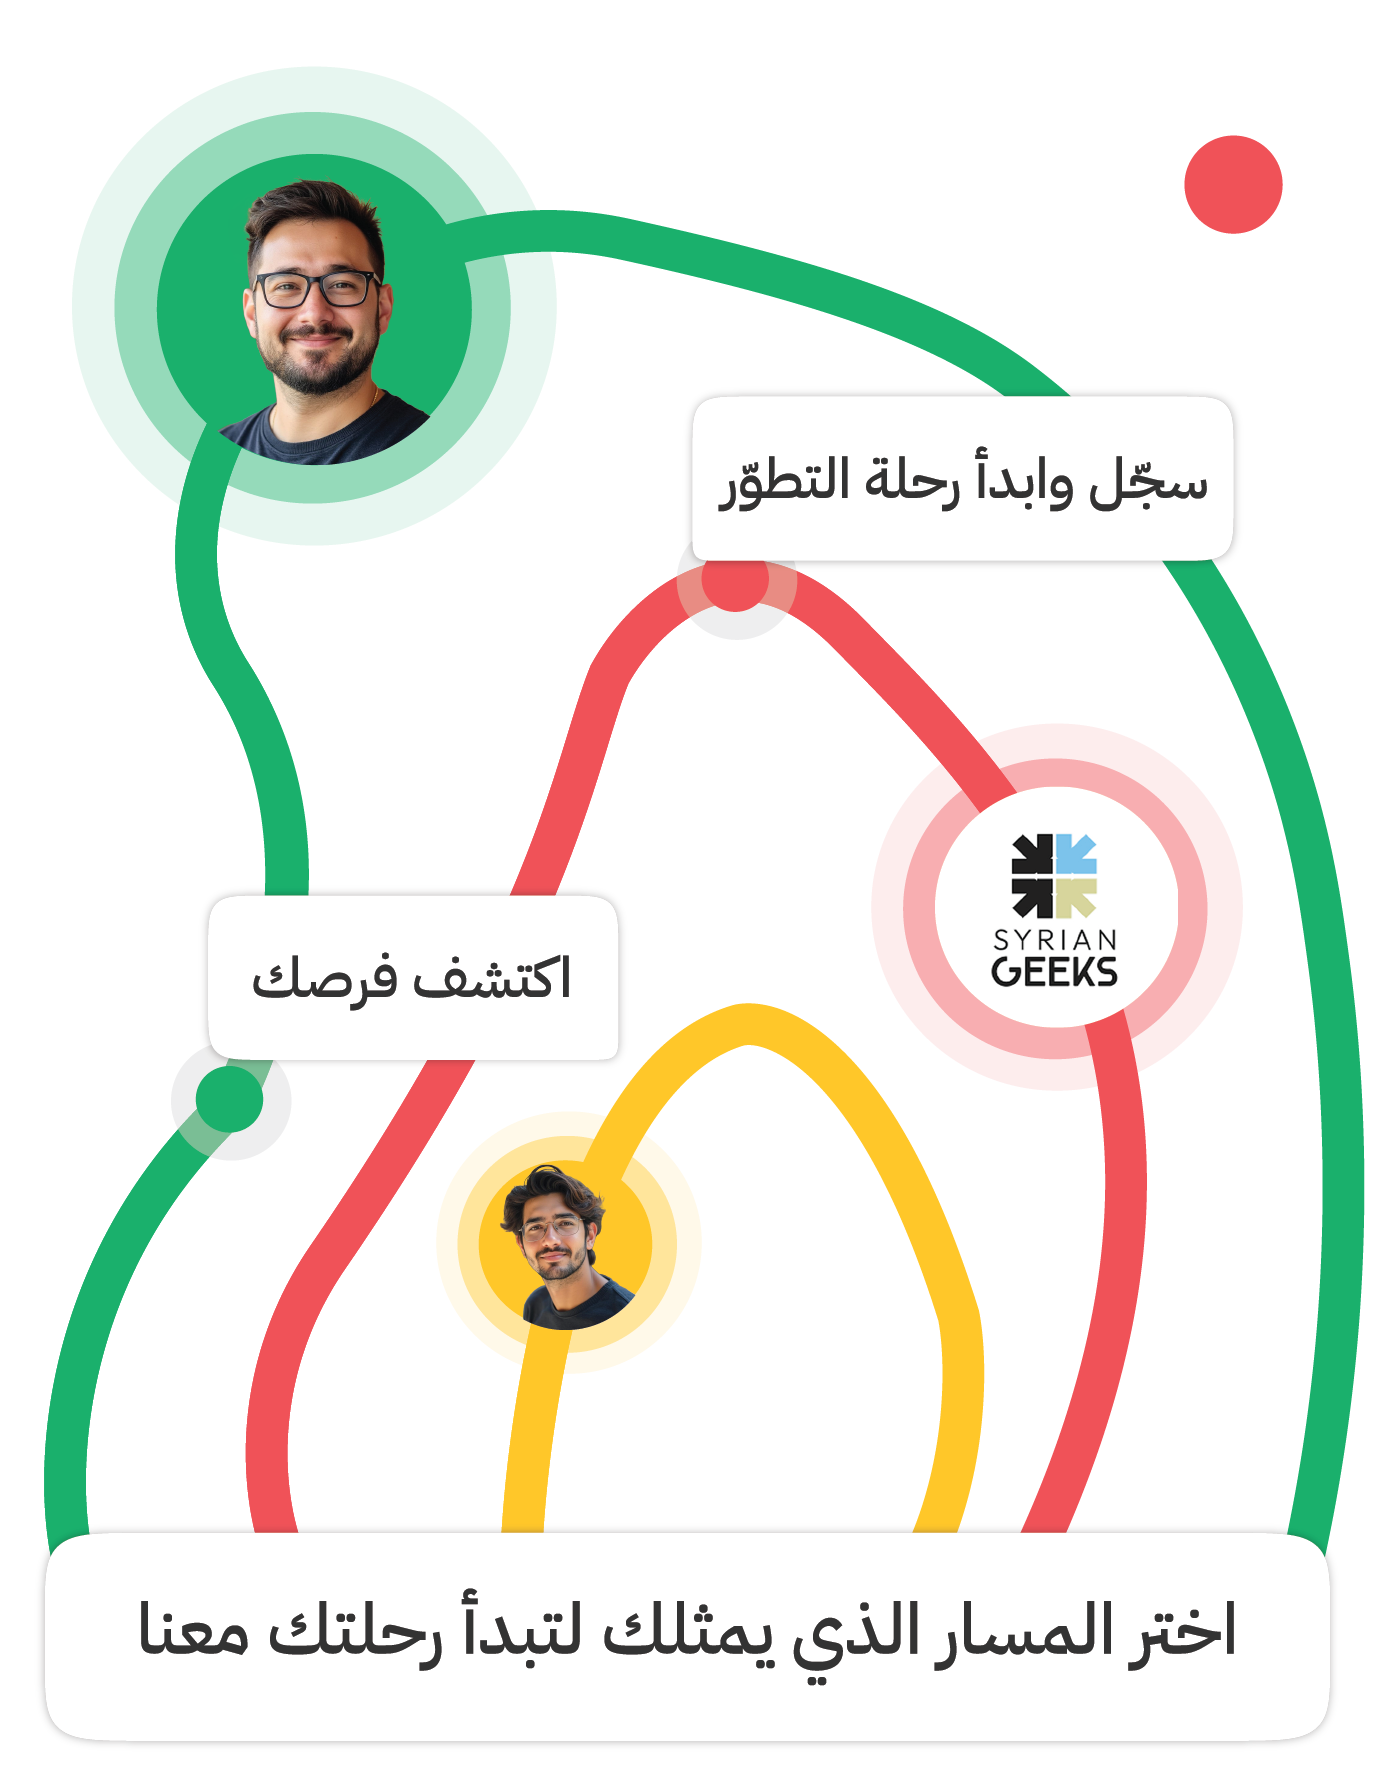 سجّل وابدأ رحلة التطوّر
SYRIAN
GEEKS
اكتشف فرصك
اختر المسار الذي يمثلك لتبدأ رحلتك معنا